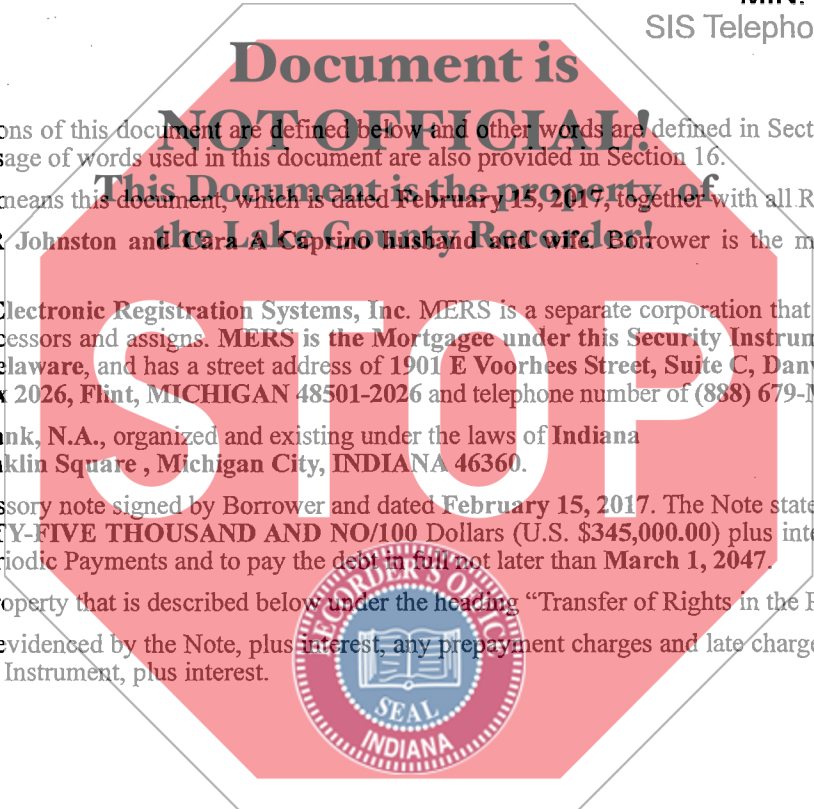 MIN:
SIS Telepho
Document is
NOT OFFICIAL!
ons of this document are defined below and other words are defined in Sect
sage of words used in this document are also provided in Section 16.
This Document is the property of
means this document, which is dated February 15, 2017, together with all R
the Lake County Recorder!
R Johnston and Cara A Caprino husband and wife. Borrower is the m
Electronic Registration Systems, Inc. MERS is a separate corporation that
cessors and assigns. MERS is the Mortgagee under this Security Instrum
elaware, and has a street address of 1901 E Voorhees Street, Suite C, Danv
x 2026, Flint, MICHIGAN 48501-2026 and telephone number of (888) 679-M
STOP
ank, N.A., organized and existing under the laws of Indiana
nklin Square , Michigan City, INDIANA 46360.
ssory note signed by Borrower and dated February 15, 2017. The Note state
TY-FIVE THOUSAND AND NO/100 Dollars (U.S. $345,000.00) plus inte
riodic Payments and to pay the debt in full not later than March 1, 2047.
roperty that is described below under the heading “Transfer of Rights in the P
evidenced by the Note, plus interest, any prepayment charges and late charge
Instrument, plus interest.
RECORDER'S OFFICE
SEAL
INDIANA